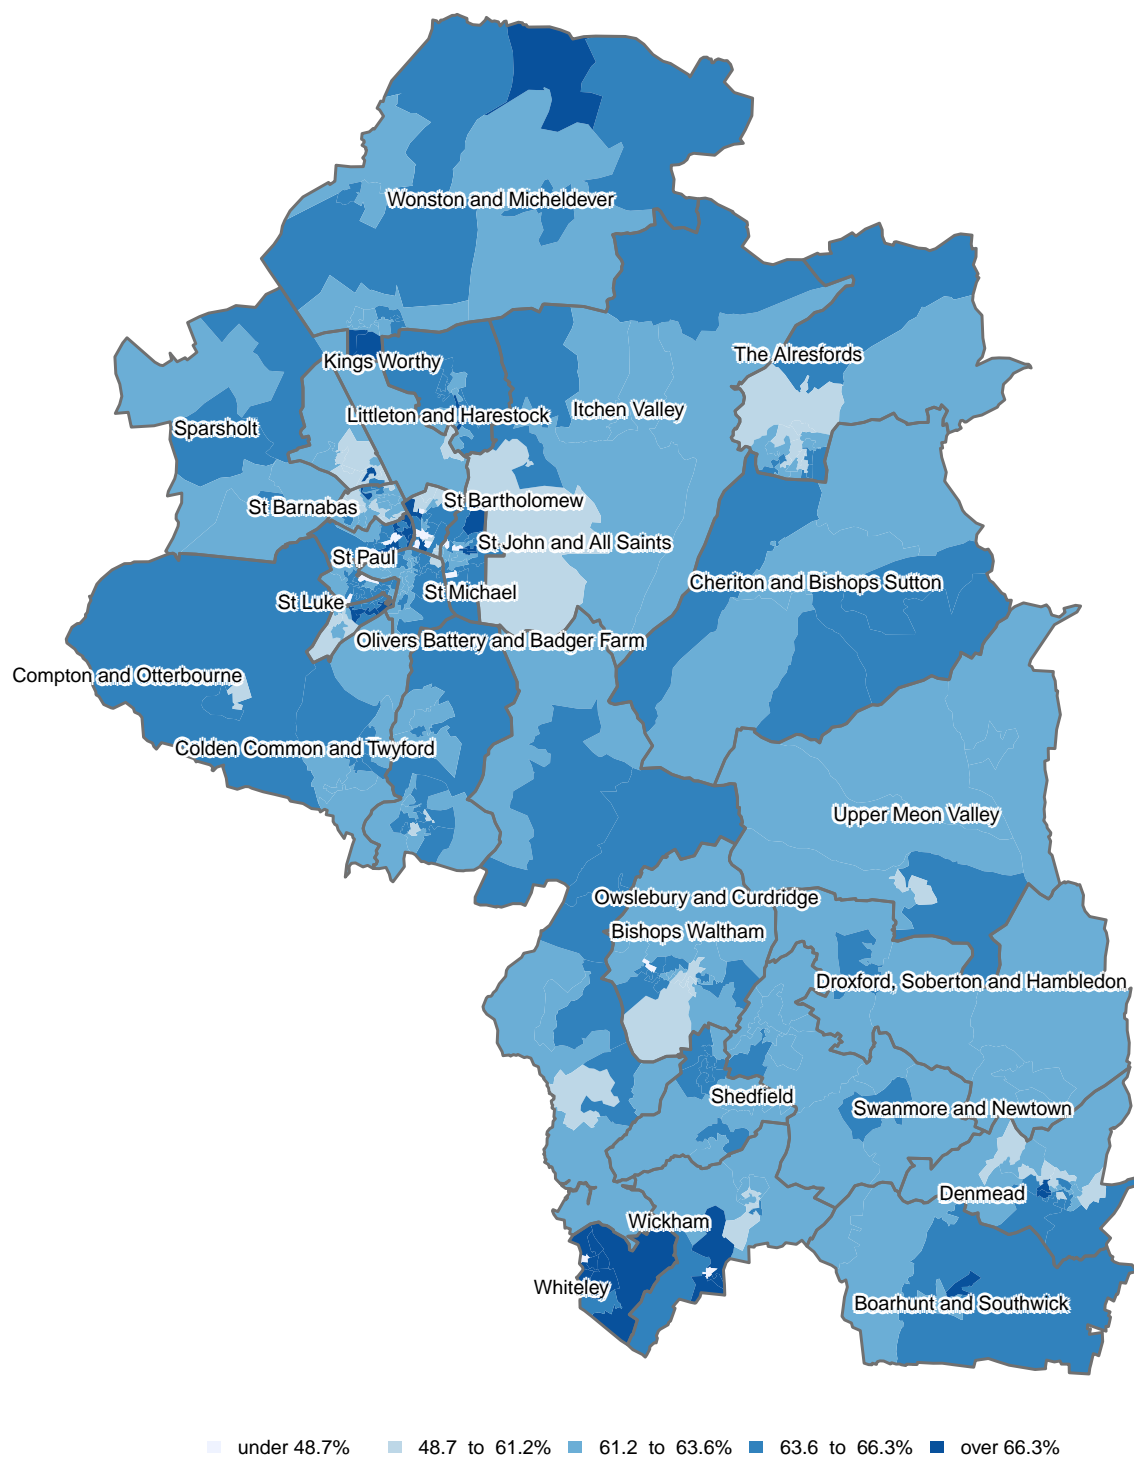 Wonston and Micheldever
The Alresfords
Kings Worthy
Itchen Valley
Littleton and Harestock
Sparsholt
St Bartholomew
St Barnabas
St John and All Saints
St Paul
Cheriton and Bishops Sutton
St Michael
St Luke
Olivers Battery and Badger Farm
Compton and Otterbourne
Colden Common and Twyford
Upper Meon Valley
Owslebury and Curdridge
Bishops Waltham
Droxford, Soberton and Hambledon
Shedfield
Swanmore and Newtown
Denmead
Wickham
Whiteley
Boarhunt and Southwick
under 48.7% 48.7 to 61.2% 61.2 to 63.6% 63.6 to 66.3% over 66.3%